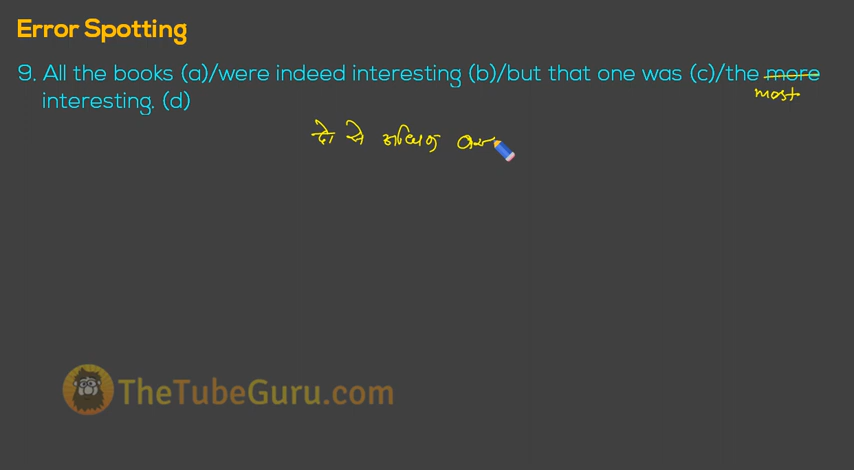 Error Spotting
9. All the books (a)/were indeed interesting (b)/but that one was (c)/the more
most
interesting. (d)
दो से अधिक
TheTubeGuru.com